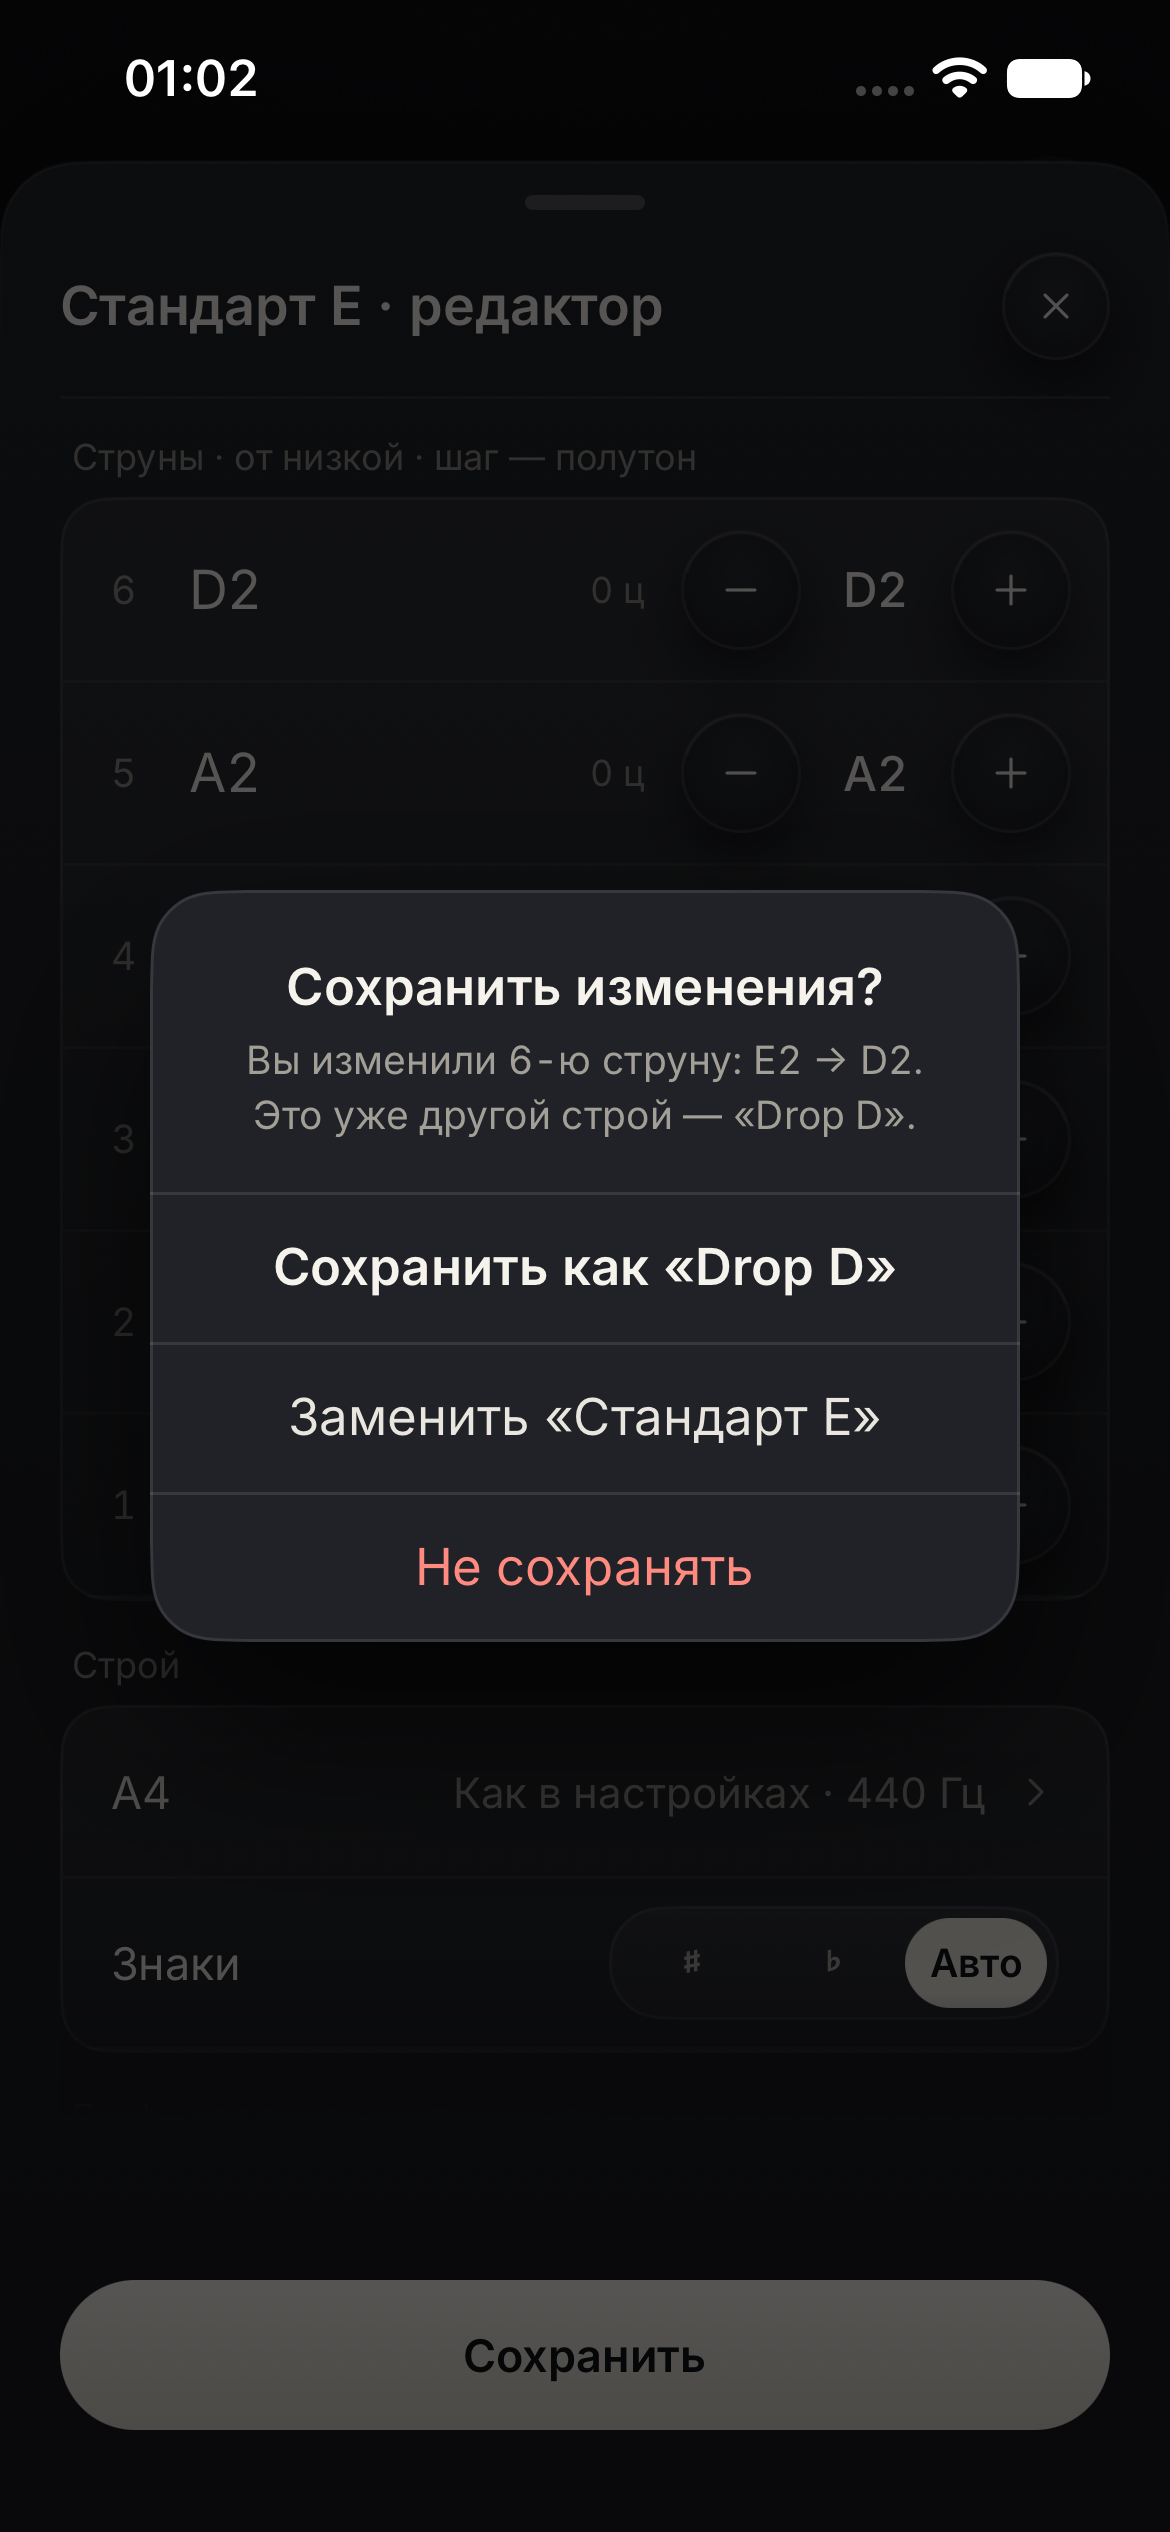 01:02
Стандарт E · редактор
Струны · от низкой · шаг — полутон
6 D2 0 ц − D2 +
5 A2 0 ц − A2 +
4
Сохранить изменения?
Вы изменили 6-ю струну: E2 → D2.
3
Это уже другой строй — «Drop D».
Сохранить как «Drop D»
2
Заменить «Стандарт E»
1
Не сохранять
Строй
A4 Как в настройках · 440 Гц
Знаки ♯ ♭ Авто
Сохранить